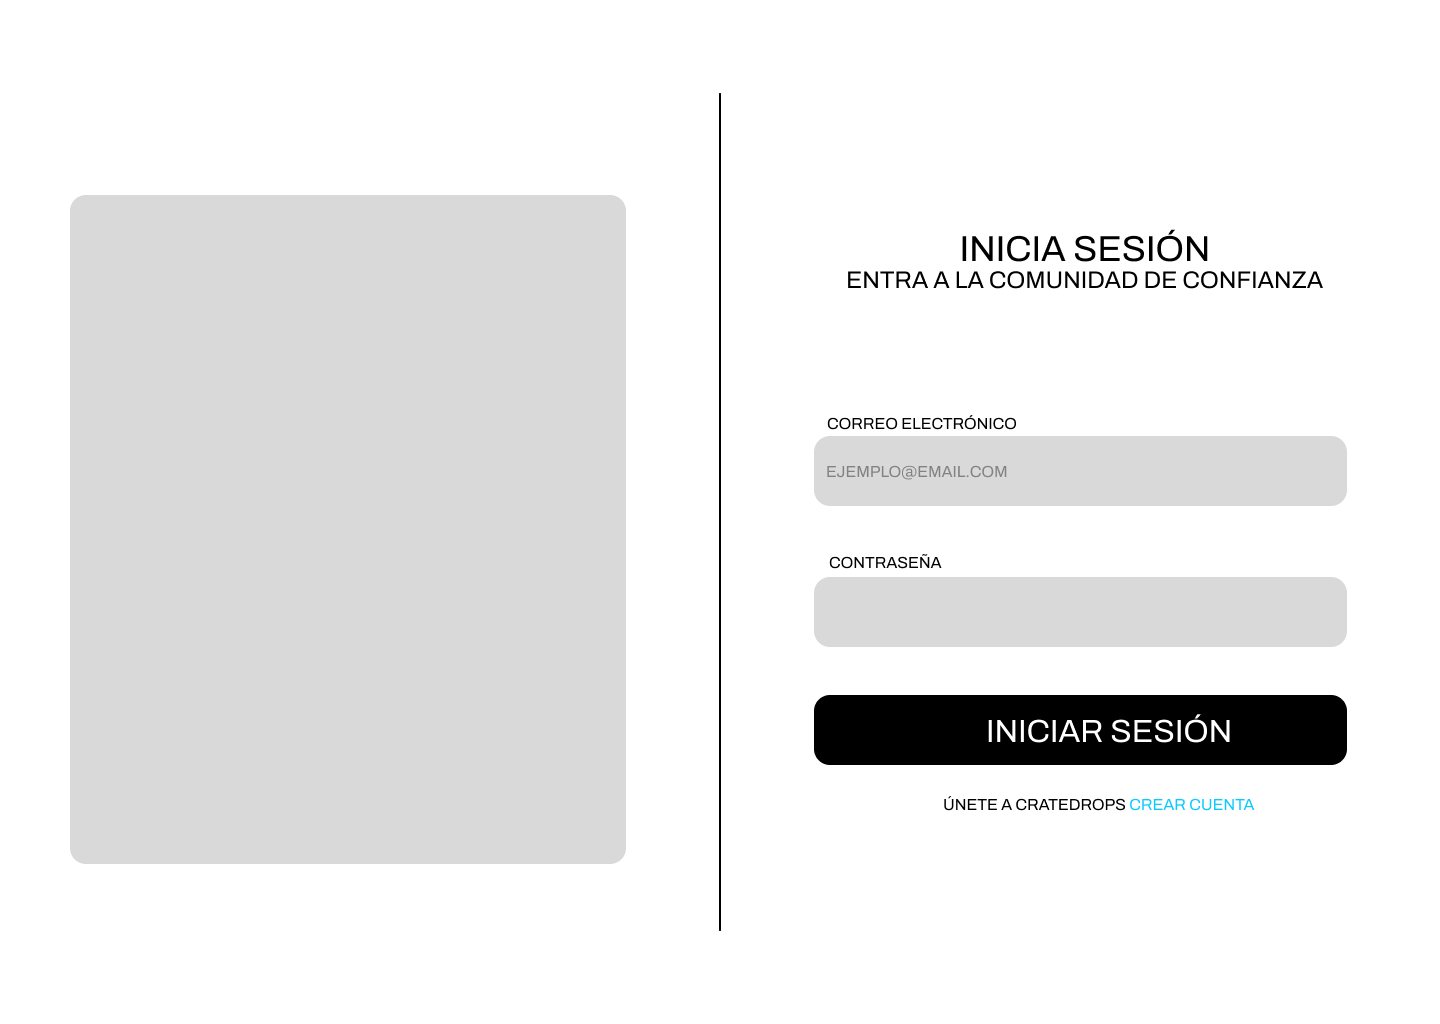 INICIA SESIÓN
ENTRA A LA COMUNIDAD DE CONFIANZA
CORREO ELECTRÓNICO
EJEMPLO@EMAIL.COM
CONTRASEÑA
INICIAR SESIÓN
ÚNETE A CRATEDROPS CREAR CUENTA